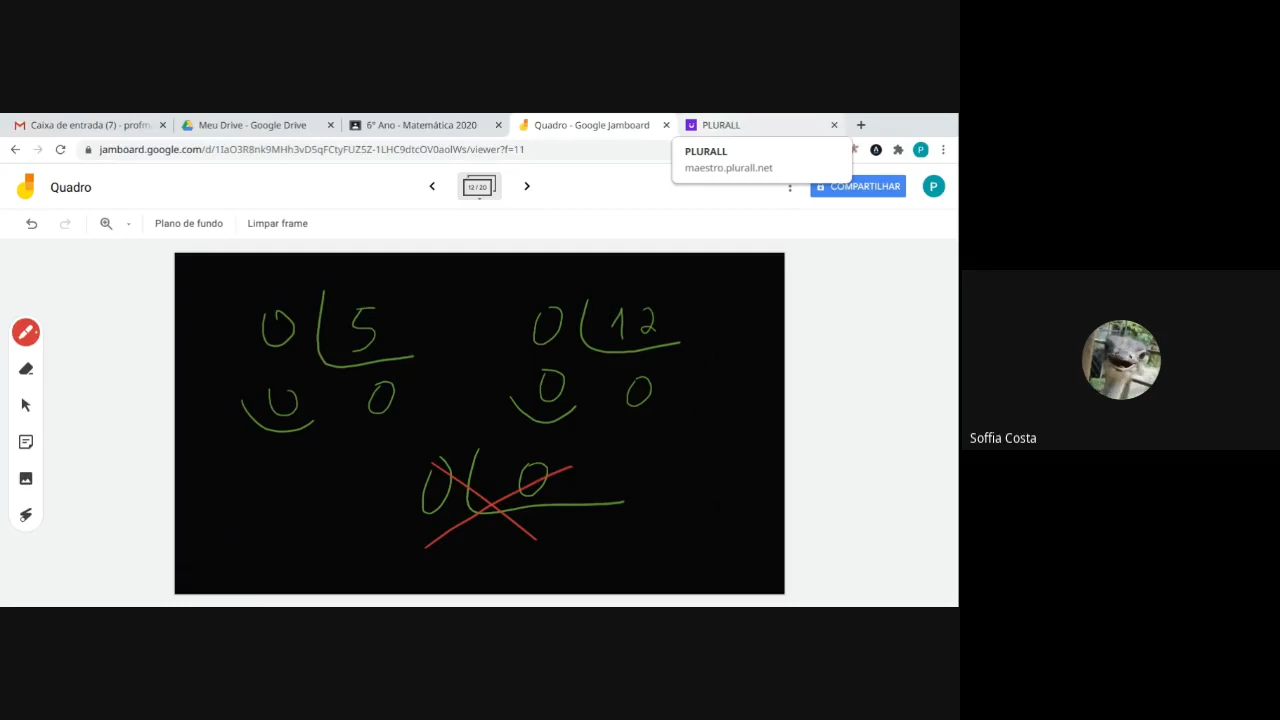 Caixa de entrada (7) - profm
Meu Drive - Google Drive
6º Ano - Matemática 2020
Quadro - Google Jamboard
PLURALL
jamboard.google.com/d/1IaO3R8nk9MHh3vD5qFCtyFUZ5Z-1LHC9dtcOV0aolWs/viewer?f=11
A
P
PLURALL
maestro.plurall.net
Quadro
12 / 20
COMPARTILHAR
P
Plano de fundo
Limpar frame
0 5
0 0
0 12
0 0
0 0
Soffia Costa